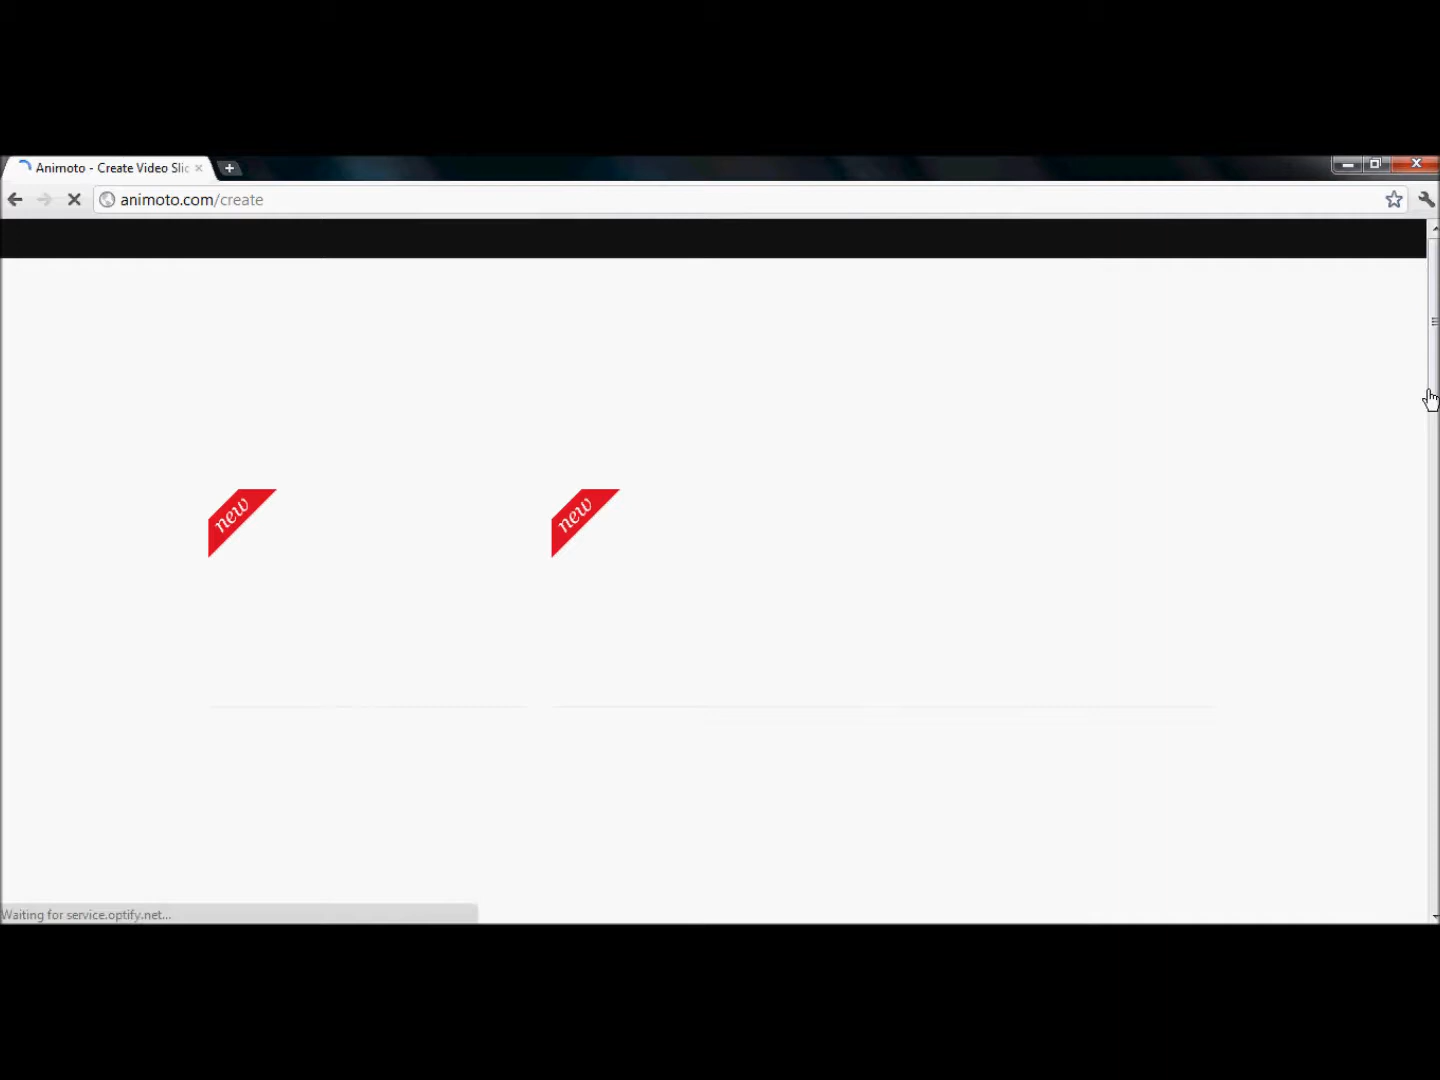 Animoto - Create Video Slic
animoto.com/create
new
new
Waiting for service.optify.net...